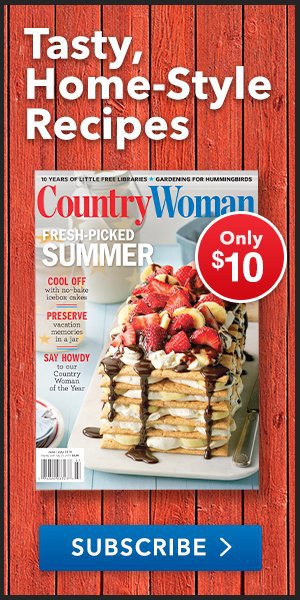 Tasty,
Home-Style
Recipes
10 YEARS OF LITTLE FREE LIBRARIES ★ GARDENING FOR HUMMINGBIRDS
CountryWoman
FRESH-PICKED
SUMMER
Only
$10
COOL OFF
with no-bake
icebox cakes
PRESERVE
vacation
memories
in a jar
SAY HOWDY
to our
Country
Woman
of the Year
SUBSCRIBE >